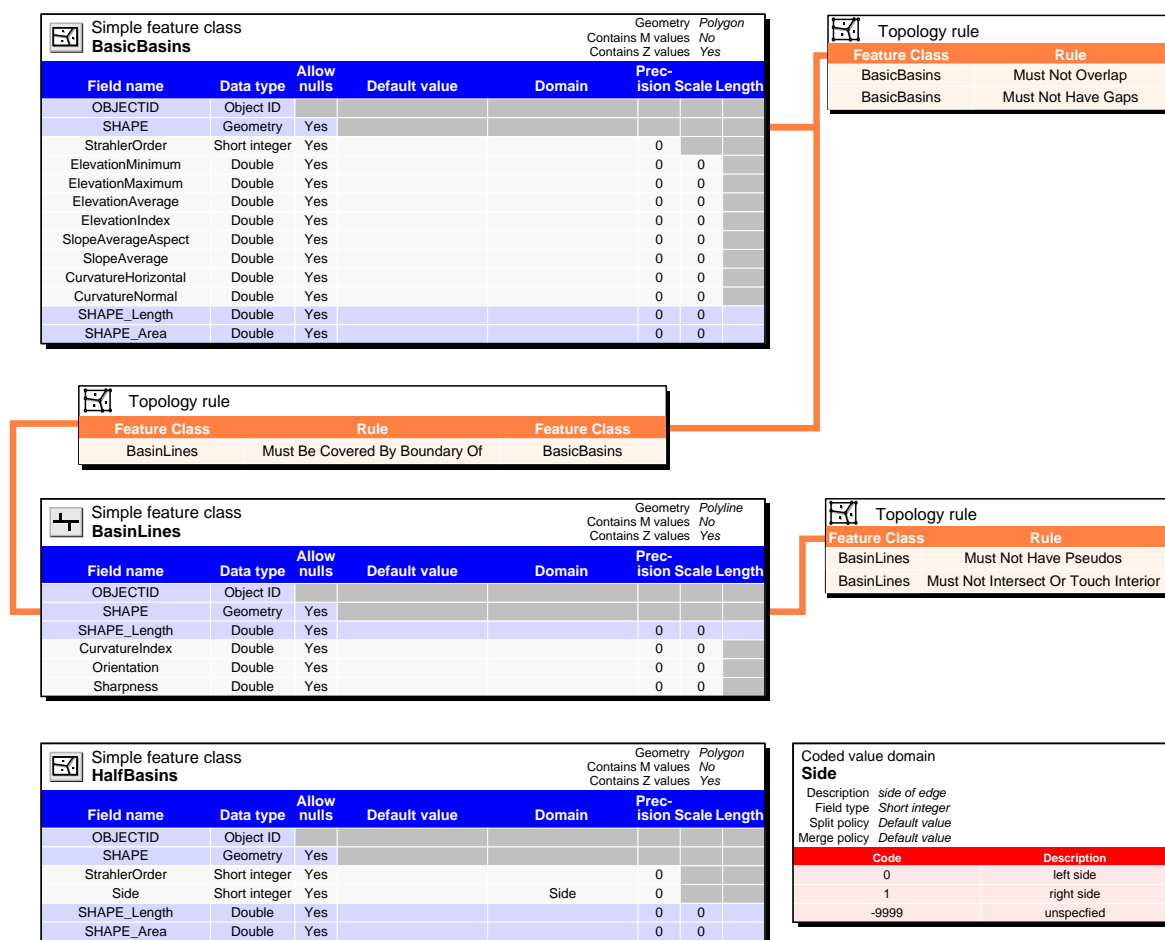 Simple feature class
BasicBasins
Geometry Polygon
Contains M values No
Contains Z values Yes
Field name Data type Allow nulls Default value Domain Prec-ision Scale Length
OBJECTID Object ID
SHAPE Geometry Yes
StrahlerOrder Short integer Yes 0
ElevationMinimum Double Yes 0 0
ElevationMaximum Double Yes 0 0
ElevationAverage Double Yes 0 0
ElevationIndex Double Yes 0 0
SlopeAverageAspect Double Yes 0 0
SlopeAverage Double Yes 0 0
CurvatureHorizontal Double Yes 0 0
CurvatureNormal Double Yes 0 0
SHAPE_Length Double Yes 0 0
SHAPE_Area Double Yes 0 0
Topology rule
Feature Class Rule
BasicBasins Must Not Overlap
BasicBasins Must Not Have Gaps
Topology rule
Feature Class Rule Feature Class
BasinLines Must Be Covered By Boundary Of BasicBasins
Simple feature class
BasinLines
Geometry Polyline
Contains M values No
Contains Z values Yes
Field name Data type Allow nulls Default value Domain Prec-ision Scale Length
OBJECTID Object ID
SHAPE Geometry Yes
SHAPE_Length Double Yes 0 0
CurvatureIndex Double Yes 0 0
Orientation Double Yes 0 0
Sharpness Double Yes 0 0
Topology rule
Feature Class Rule
BasinLines Must Not Have Pseudos
BasinLines Must Not Intersect Or Touch Interior
Simple feature class
HalfBasins
Geometry Polygon
Contains M values No
Contains Z values Yes
Field name Data type Allow nulls Default value Domain Prec-ision Scale Length
OBJECTID Object ID
SHAPE Geometry Yes
StrahlerOrder Short integer Yes 0
Side Short integer Yes Side 0
SHAPE_Length Double Yes 0 0
SHAPE_Area Double Yes 0 0
Coded value domain
Side
Description side of edge
Field type Short integer
Split policy Default value
Merge policy Default value
Code Description
0 left side
1 right side
-9999 unspecfied